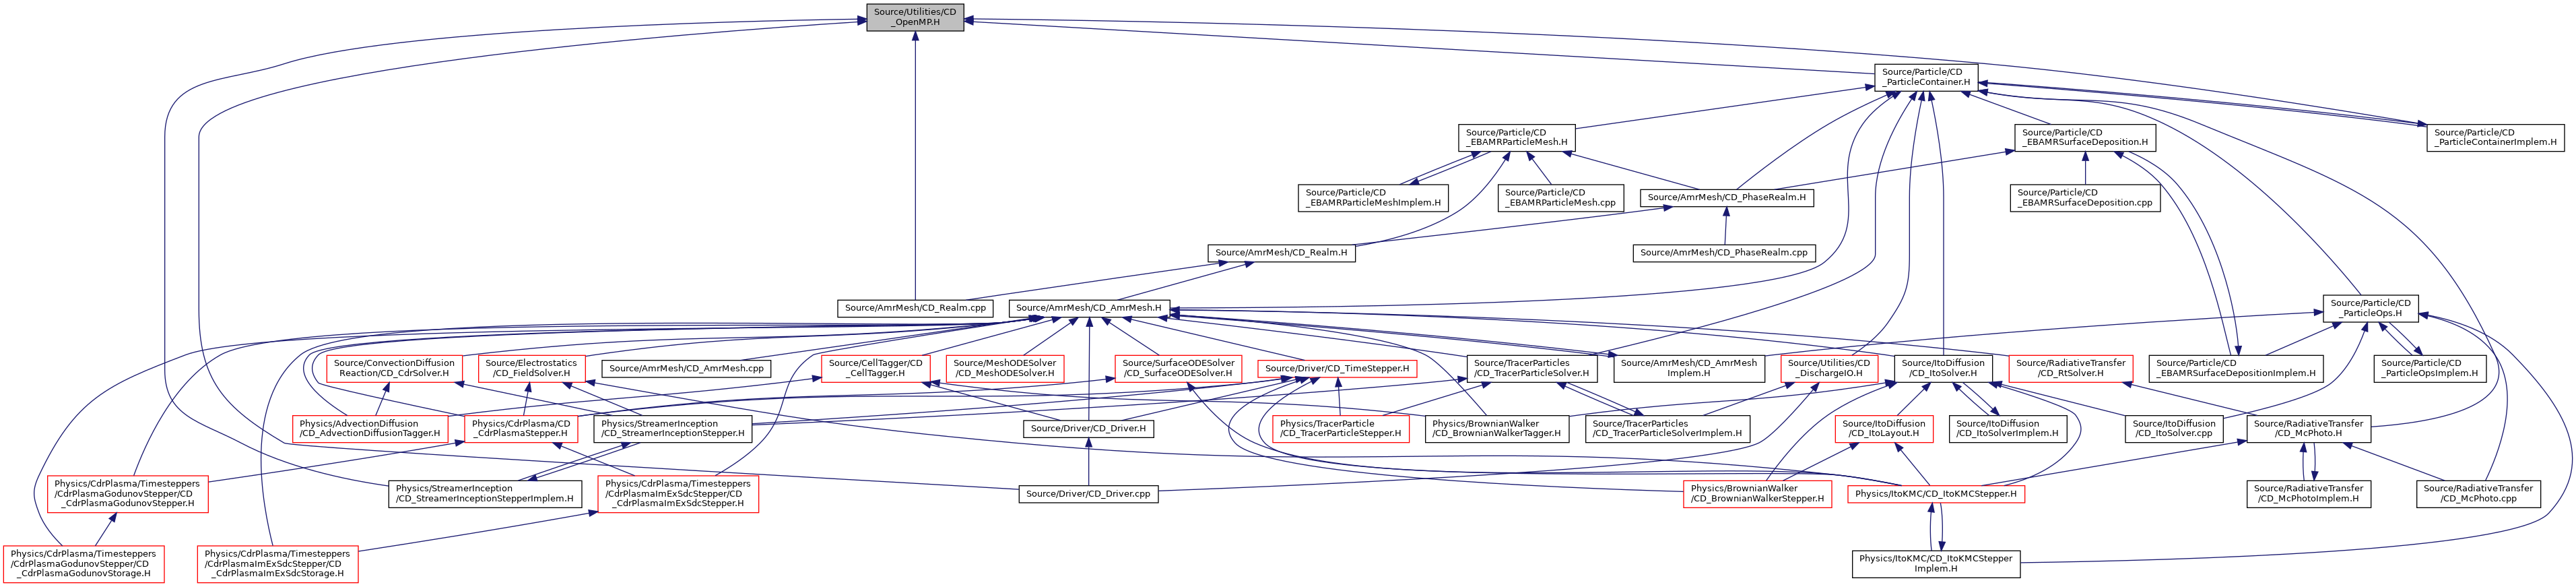 Source/Utilities/CD
_OpenMP.H
Source/Particle/CD
_ParticleContainer.H
Source/Particle/CD
_EBAMRParticleMesh.H
Source/Particle/CD
_EBAMRSurfaceDeposition.H
Source/Particle/CD
_ParticleContainerImplem.H
Source/Particle/CD
_EBAMRParticleMeshImplem.H
Source/Particle/CD
_EBAMRParticleMesh.cpp
Source/AmrMesh/CD_PhaseRealm.H
Source/Particle/CD
_EBAMRSurfaceDeposition.cpp
Source/AmrMesh/CD_Realm.H
Source/AmrMesh/CD_PhaseRealm.cpp
Source/AmrMesh/CD_Realm.cpp
Source/AmrMesh/CD_AmrMesh.H
Source/Particle/CD
_ParticleOps.H
Source/ConvectionDiffusion
Reaction/CD_CdrSolver.H
Source/Electrostatics
/CD_FieldSolver.H
Source/AmrMesh/CD_AmrMesh.cpp
Source/CellTagger/CD
_CellTagger.H
Source/MeshODESolver
/CD_MeshODESolver.H
Source/SurfaceODESolver
/CD_SurfaceODESolver.H
Source/Driver/CD_TimeStepper.H
Source/TracerParticles
/CD_TracerParticleSolver.H
Source/AmrMesh/CD_AmrMesh
Implem.H
Source/Utilities/CD
_DischargeIO.H
Source/ItoDiffusion
/CD_ItoSolver.H
Source/RadiativeTransfer
/CD_RtSolver.H
Source/Particle/CD
_EBAMRSurfaceDepositionImplem.H
Source/Particle/CD
_ParticleOpsImplem.H
Physics/AdvectionDiffusion
/CD_AdvectionDiffusionTagger.H
Physics/CdrPlasma/CD
_CdrPlasmaStepper.H
Physics/StreamerInception
/CD_StreamerInceptionStepper.H
Source/Driver/CD_Driver.H
Physics/TracerParticle
/CD_TracerParticleStepper.H
Physics/BrownianWalker
/CD_BrownianWalkerTagger.H
Source/TracerParticles
/CD_TracerParticleSolverImplem.H
Source/ItoDiffusion
/CD_ItoLayout.H
Source/ItoDiffusion
/CD_ItoSolverImplem.H
Source/ItoDiffusion
/CD_ItoSolver.cpp
Source/RadiativeTransfer
/CD_McPhoto.H
Physics/CdrPlasma/Timesteppers
/CdrPlasmaGodunovStepper/CD
_CdrPlasmaGodunovStepper.H
Physics/StreamerInception
/CD_StreamerInceptionStepperImplem.H
Physics/CdrPlasma/Timesteppers
/CdrPlasmaImExSdcStepper/CD
_CdrPlasmaImExSdcStepper.H
Source/Driver/CD_Driver.cpp
Physics/BrownianWalker
/CD_BrownianWalkerStepper.H
Physics/ItoKMC/CD_ItoKMCStepper.H
Source/RadiativeTransfer
/CD_McPhotoImplem.H
Source/RadiativeTransfer
/CD_McPhoto.cpp
Physics/CdrPlasma/Timesteppers
/CdrPlasmaGodunovStepper/CD
_CdrPlasmaGodunovStorage.H
Physics/CdrPlasma/Timesteppers
/CdrPlasmaImExSdcStepper/CD
_CdrPlasmaImExSdcStorage.H
Physics/ItoKMC/CD_ItoKMCStepper
Implem.H